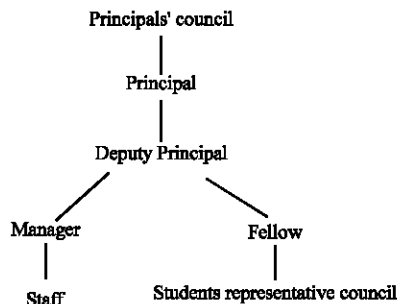 Principals' council
Principal
Deputy Principal
Manager
Fellow
Staff
Students representative council